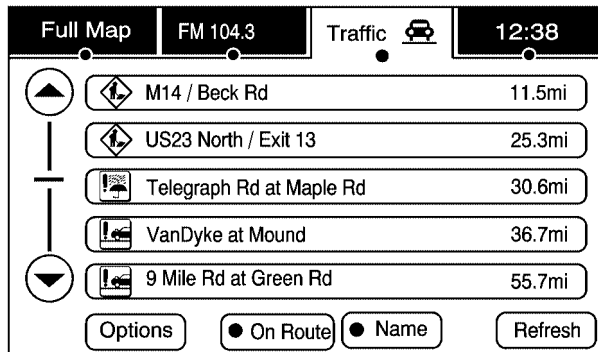 Full Map FM 104.3 Traffic 12:38
M14 / Beck Rd 11.5mi
US23 North / Exit 13 25.3mi
Telegraph Rd at Maple Rd 30.6mi
VanDyke at Mound 36.7mi
9 Mile Rd at Green Rd 55.7mi
Options On Route Name Refresh